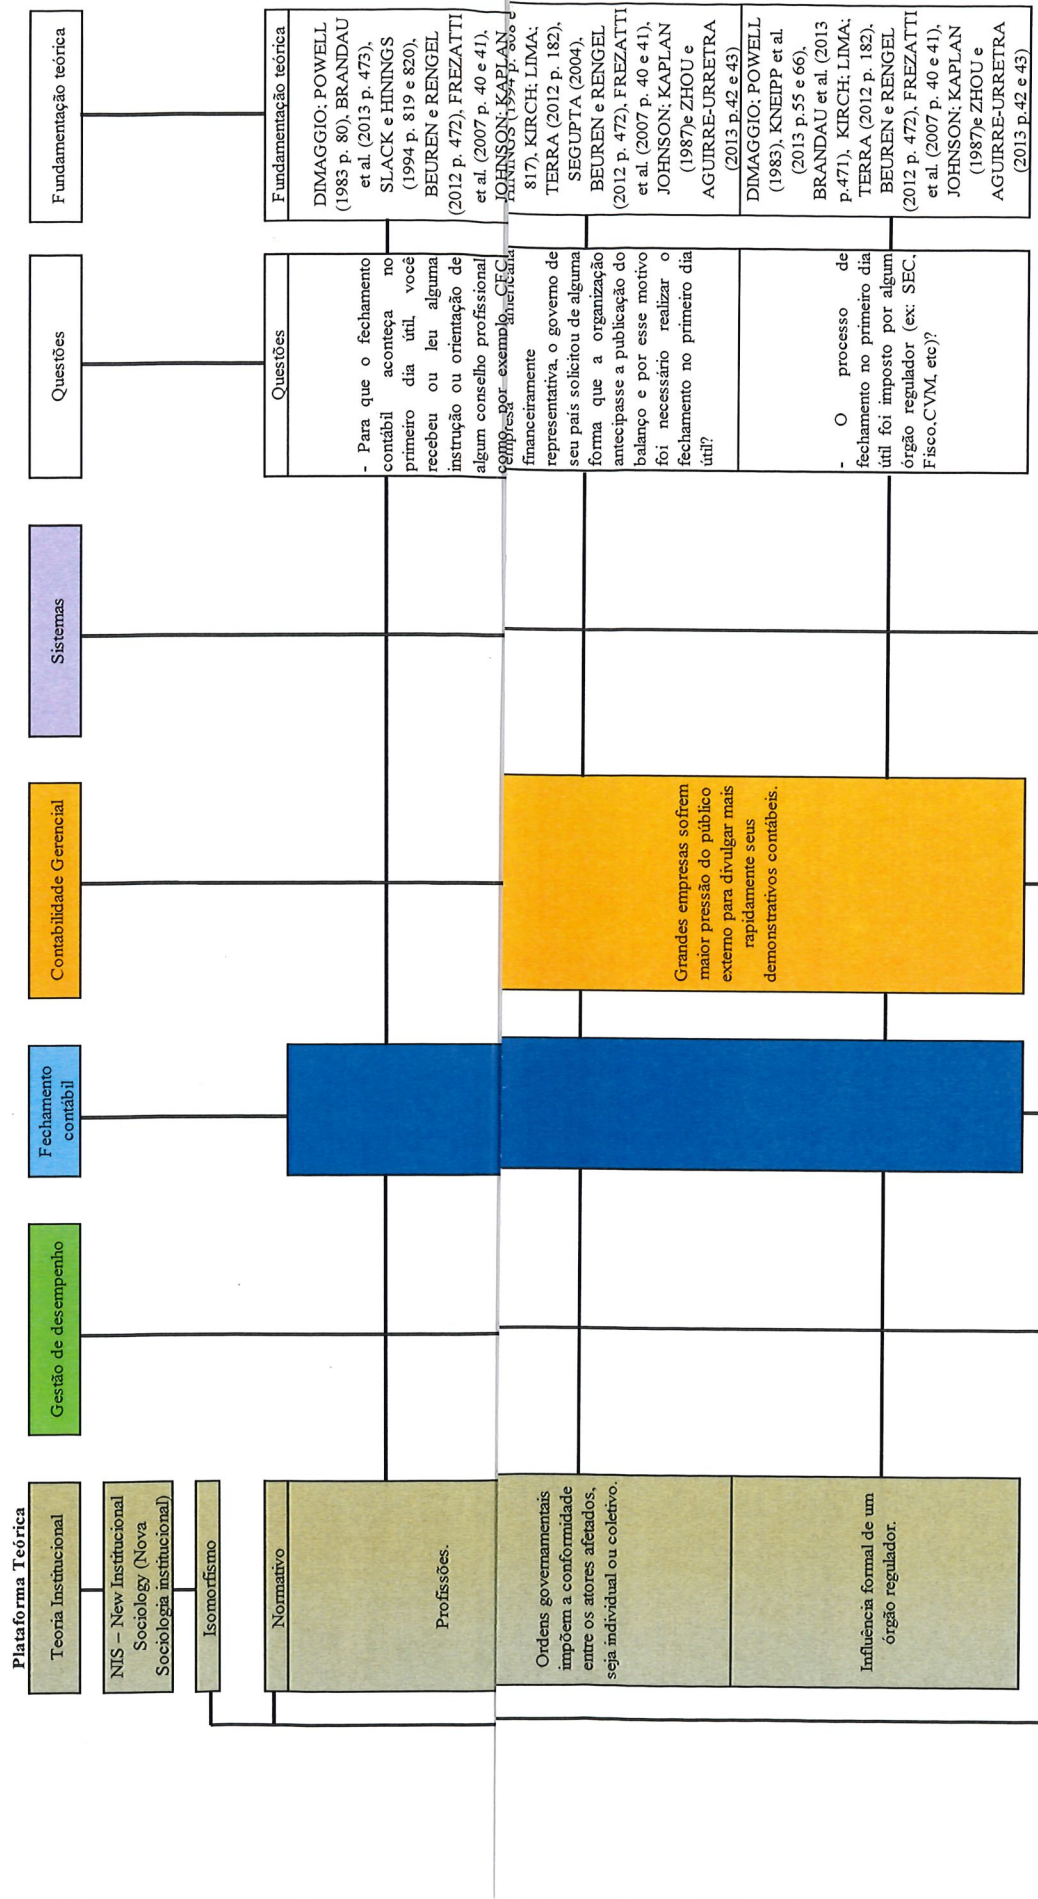 Plataforma Teórica
Teoria Institucional
NIS – New Institucional
Sociology (Nova
Sociologia institucional)
Isomorfismo
Normativo
Profissões.
Ordens governamentais
impõem a conformidade
entre os atores afetados,
seja individual ou coletivo.
Influência formal de um
órgão regulador.
Gestão de desempenho
Fechamento
contábil
Contabilidade Gerencial
Grandes empresas sofrem
maior pressão do público
externo para divulgar mais
rapidamente seus
demonstrativos contábeis.
Sistemas
Questões
Questões
- Para que o fechamento
contábil aconteça no
primeiro dia útil, você
recebeu ou leu alguma
instrução ou orientação de
algum conselho profissional
como por exemplo CFC,
empresa americana
financeiramente
representativa, o governo de
seu país solicitou de alguma
forma que a organização
antecipasse a publicação do
balanço e por esse motivo
foi necessário realizar o
fechamento no primeiro dia
útil?
- O processo de
fechamento no primeiro dia
útil foi imposto por algum
órgão regulador (ex: SEC,
Fisco,CVM, etc)?
Fundamentação teórica
Fundamentação teórica
DIMAGGIO; POWELL
(1983 p. 80), BRANDAU
et al. (2013 p. 473),
SLACK e HININGS
(1994 p. 819 e 820),
BEUREN e RENGEL
(2012 p. 472), FREZATTI
et al. (2007 p. 40 e 41),
JOHNSON; KAPLAN
HININGS (1994 p. 808 e
817), KIRCH; LIMA;
TERRA (2012 p. 182),
SEGUPTA (2004),
BEUREN e RENGEL
(2012 p. 472), FREZATTI
et al. (2007 p. 40 e 41),
JOHNSON; KAPLAN
(1987)e ZHOU e
AGUIRRE-URRETRA
(2013 p.42 e 43)
DIMAGGIO; POWELL
(1983), KNEIPP et al.
(2013 p.55 e 66),
BRANDAU et al. (2013
p.471), KIRCH; LIMA;
TERRA (2012 p. 182),
BEUREN e RENGEL
(2012 p. 472), FREZATTI
et al. (2007 p. 40 e 41),
JOHNSON; KAPLAN
(1987)e ZHOU e
AGUIRRE-URRETRA
(2013 p.42 e 43)